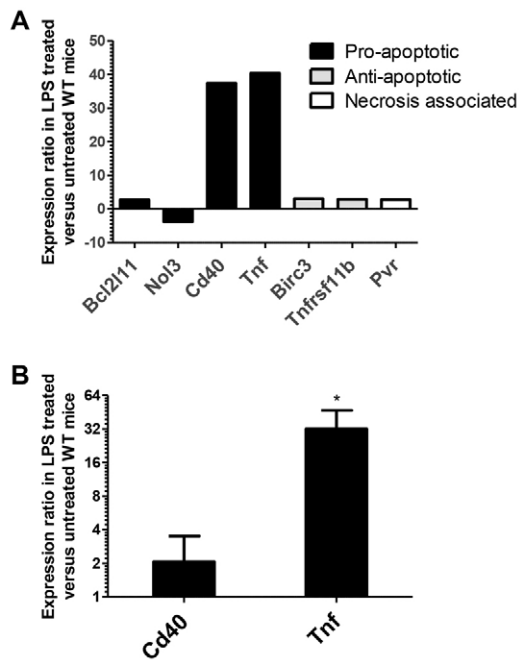 A
Expression ratio in LPS treated
versus untreated WT mice
50
40
30
20
10
0
-10
Pro-apoptotic
Anti-apoptotic
Necrosis associated
Bcl2l11
Nol3
Cd40
Tnf
Birc3
Tnfrsf11b
Pvr
B
Expression ratio in LPS treated
versus untreated WT mice
64
32
16
8
4
2
1
*
Cd40
Tnf